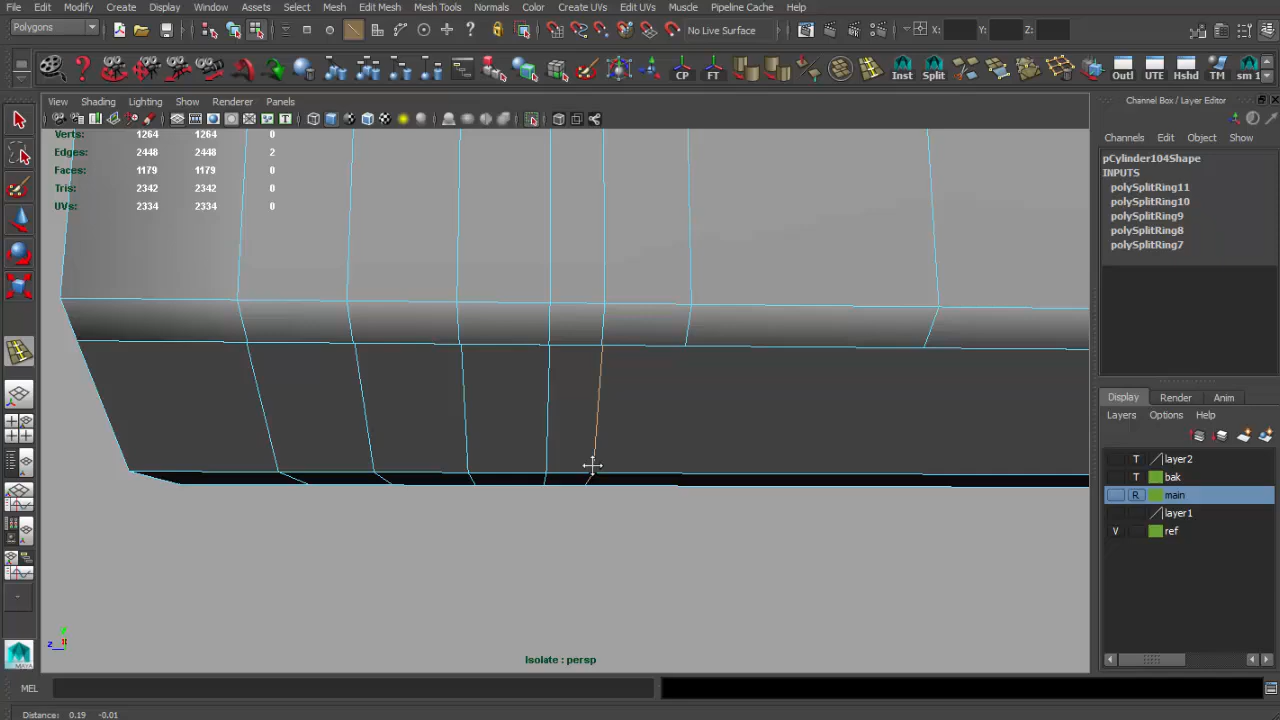 File Edit Modify Create Display Window Assets Select Mesh Edit Mesh Mesh Tools Normals Color Create UVs Edit UVs Muscle Pipeline Cache Help
Polygons No Live Surface X: Y: Z:
CP FT Inst Split Outl UTE Hshd TM sm 1
View Shading Lighting Show Renderer Panels
Channel Box / Layer Editor
Channels Edit Object Show
Verts: 1264 1264 0
Edges: 2448 2448 2
Faces: 1179 1179 0
Tris: 2342 2342 0
UVs: 2334 2334 0
pCylinder104Shape
INPUTS
polySplitRing11
polySplitRing10
polySplitRing9
polySplitRing8
polySplitRing7
Display Render Anim
Layers Options Help
T layer2
T bak
R main
layer1
V ref
z
Isolate : persp
MEL
Distance: 0.19 -0.01